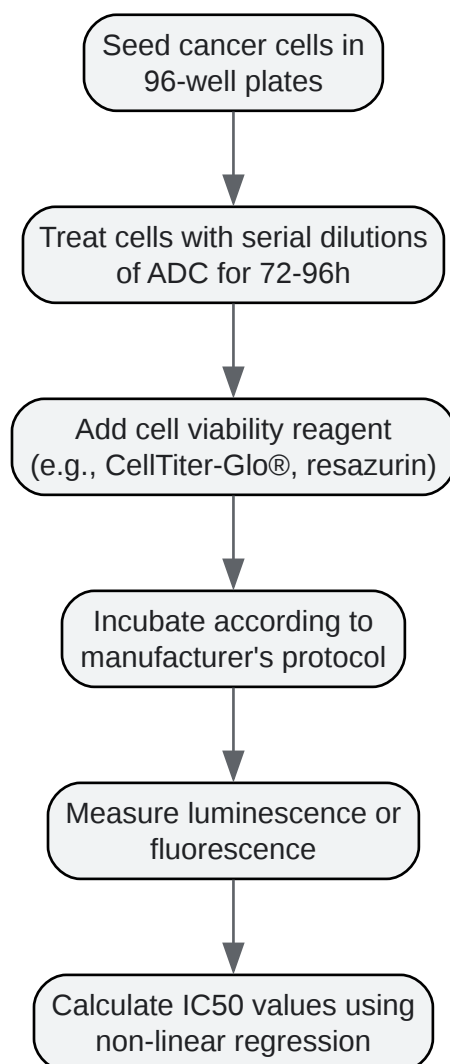 Seed cancer cells in
96-well plates
Treat cells with serial dilutions
of ADC for 72-96h
Add cell viability reagent
(e.g., CellTiter-Glo®, resazurin)
Incubate according to
manufacturer's protocol
Measure luminescence or
fluorescence
Calculate IC50 values using
non-linear regression